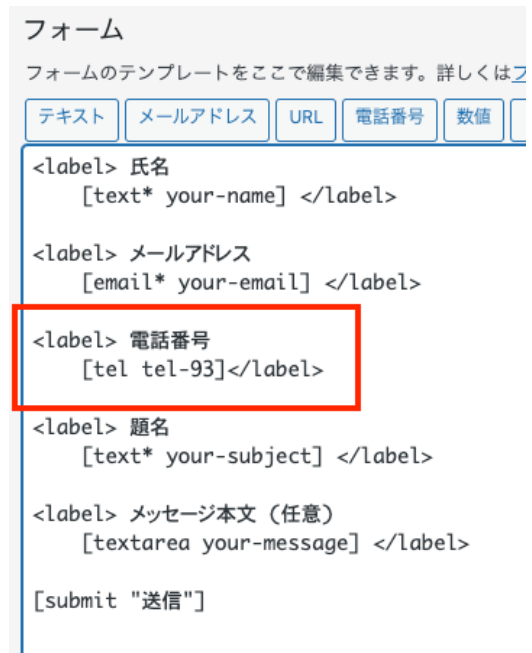 フォーム
フォームのテンプレートをここで編集できます。詳しくは
テキスト メールアドレス URL 電話番号 数値
<label> 氏名
[text* your-name] </label>
<label> メールアドレス
[email* your-email] </label>
<label> 電話番号
[tel tel-93]</label>
<label> 題名
[text* your-subject] </label>
<label> メッセージ本文 (任意)
[textarea your-message] </label>
[submit "送信"]